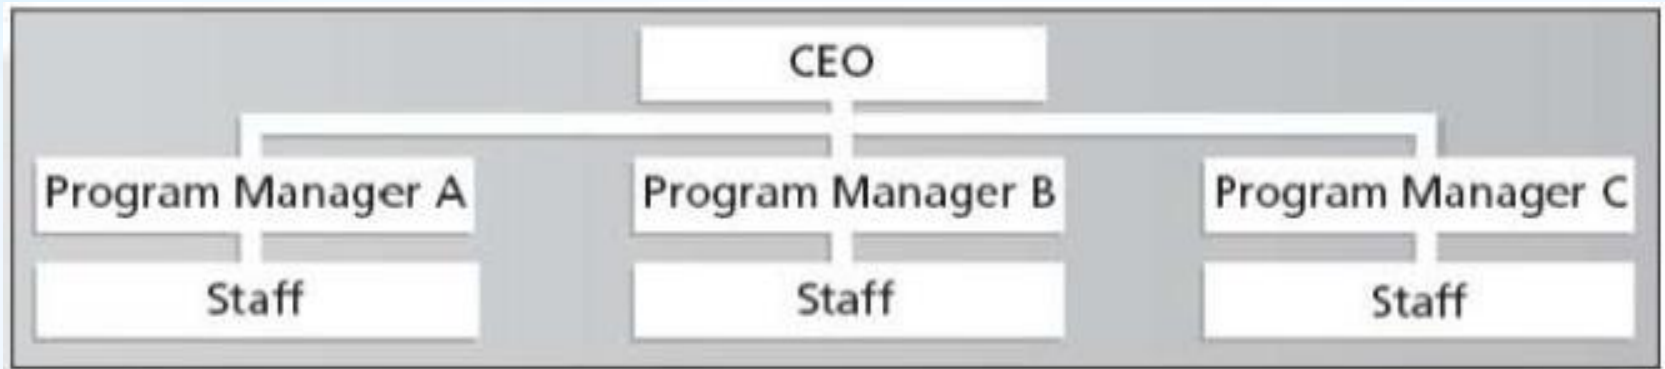 CEO
Program Manager A
Program Manager B
Program Manager C
Staff
Staff
Staff